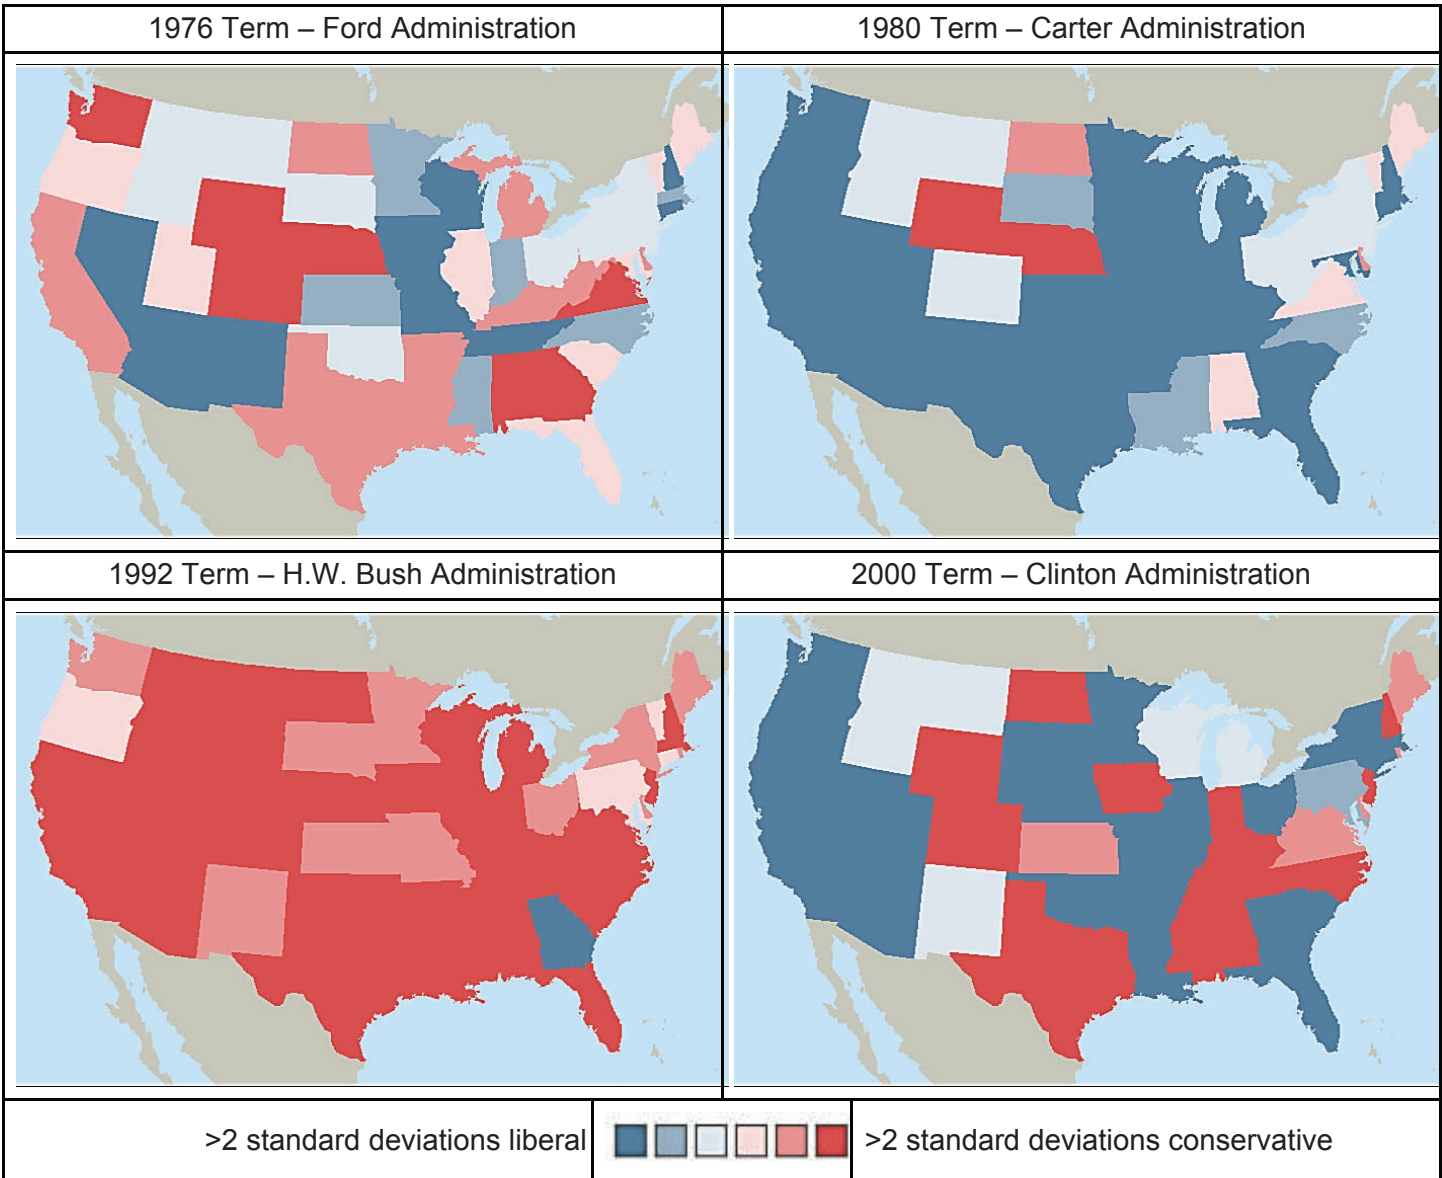 1976 Term – Ford Administration
1980 Term – Carter Administration
1992 Term – H.W. Bush Administration
2000 Term – Clinton Administration
>2 standard deviations liberal
>2 standard deviations conservative